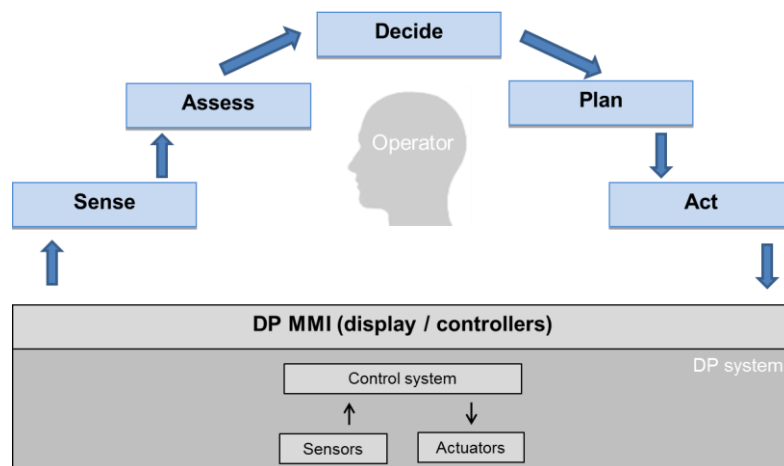 Decide
Assess
Plan
Operator
Sense
Act
DP MMI (display / controllers)
DP system
Control system
Sensors
Actuators